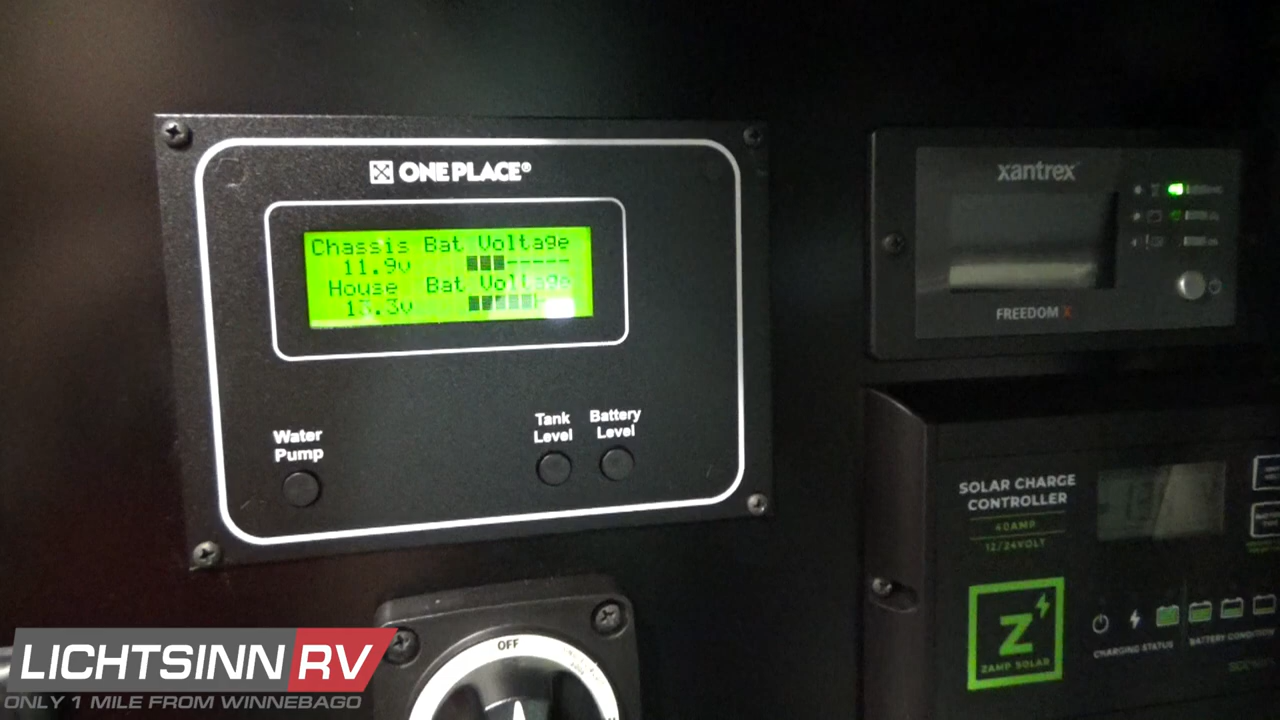 ONE PLACE®
Chassis Bat Voltage
11.9v
House Bat Voltage
13.3v
Water
Pump
Tank
Level
Battery
Level
xantrex
FREEDOM X
SOLAR CHARGE
CONTROLLER
40AMP
12/24VOLT
Z
ZAMP SOLAR
CHARGING STATUS
BATTERY CONDITION
OFF
LICHTSINN RV
ONLY 1 MILE FROM WINNEBAGO